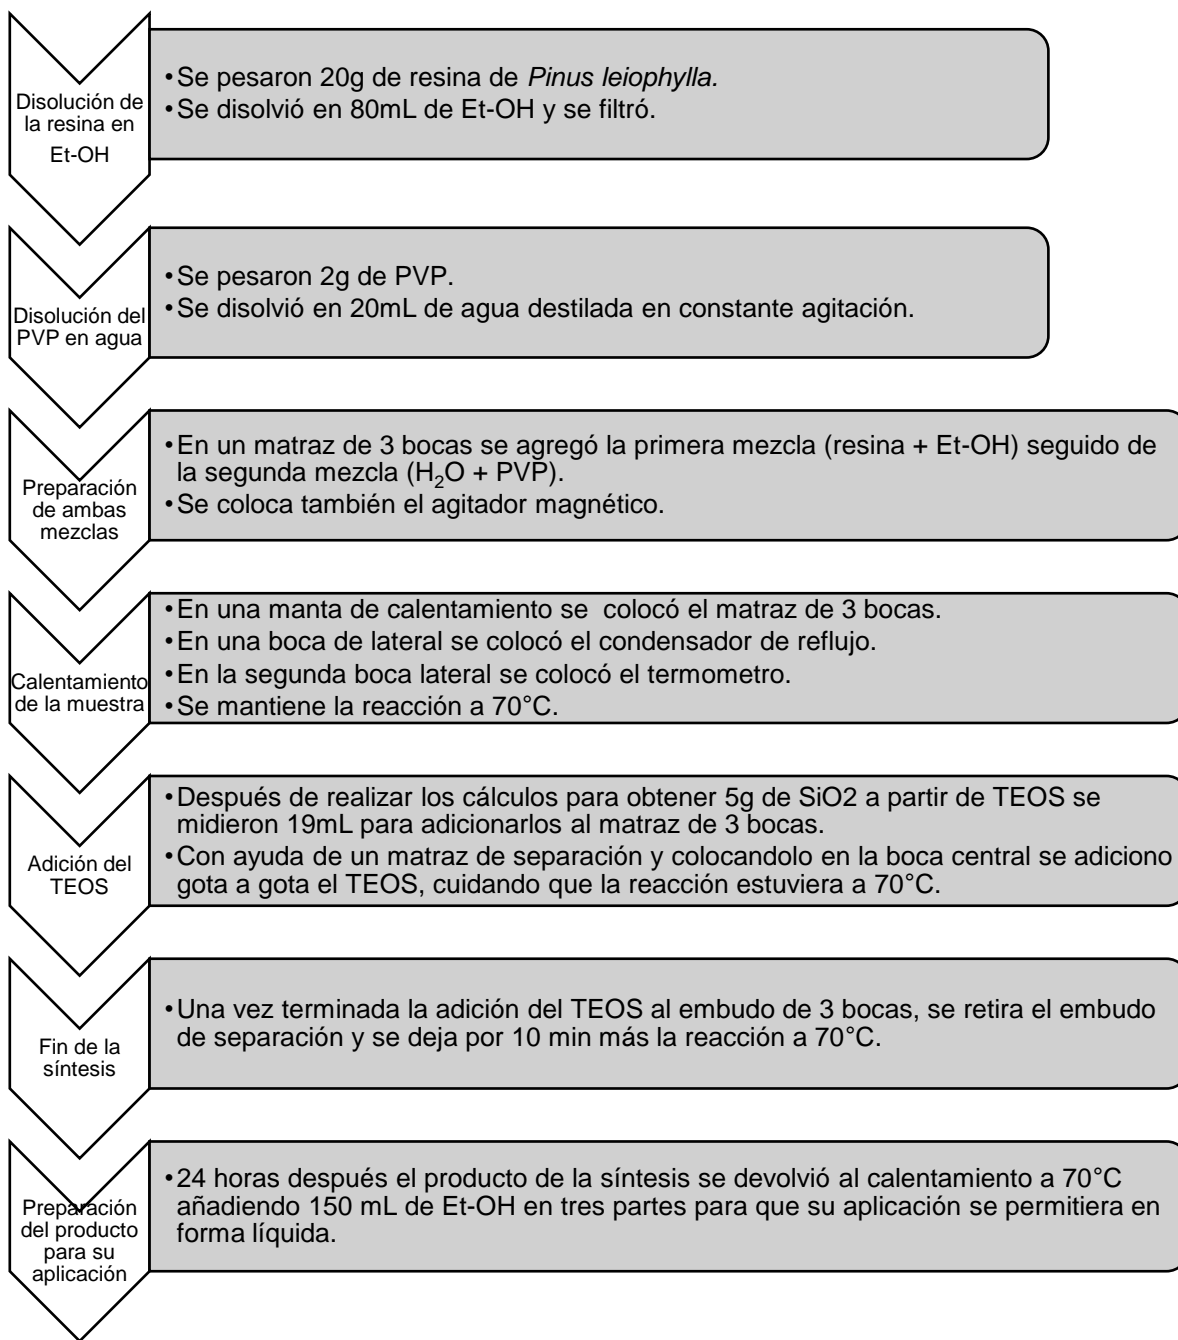 Disolución de
la resina en
Et-OH
•Se pesaron 20g de resina de Pinus leiophylla.
•Se disolvió en 80mL de Et-OH y se filtró.
Disolución del
PVP en agua
•Se pesaron 2g de PVP.
•Se disolvió en 20mL de agua destilada en constante agitación.
Preparación
de ambas
mezclas
•En un matraz de 3 bocas se agregó la primera mezcla (resina + Et-OH) seguido de
la segunda mezcla (H₂O + PVP).
•Se coloca también el agitador magnético.
Calentamiento
de la muestra
•En una manta de calentamiento se colocó el matraz de 3 bocas.
•En una boca de lateral se colocó el condensador de reflujo.
•En la segunda boca lateral se colocó el termometro.
•Se mantiene la reacción a 70°C.
Adición del
TEOS
•Después de realizar los cálculos para obtener 5g de SiO2 a partir de TEOS se
midieron 19mL para adicionarlos al matraz de 3 bocas.
•Con ayuda de un matraz de separación y colocandolo en la boca central se adiciono
gota a gota el TEOS, cuidando que la reacción estuviera a 70°C.
Fin de la
síntesis
•Una vez terminada la adición del TEOS al embudo de 3 bocas, se retira el embudo
de separación y se deja por 10 min más la reacción a 70°C.
Preparación
del producto
para su
aplicación
•24 horas después el producto de la síntesis se devolvió al calentamiento a 70°C
añadiendo 150 mL de Et-OH en tres partes para que su aplicación se permitiera en
forma líquida.